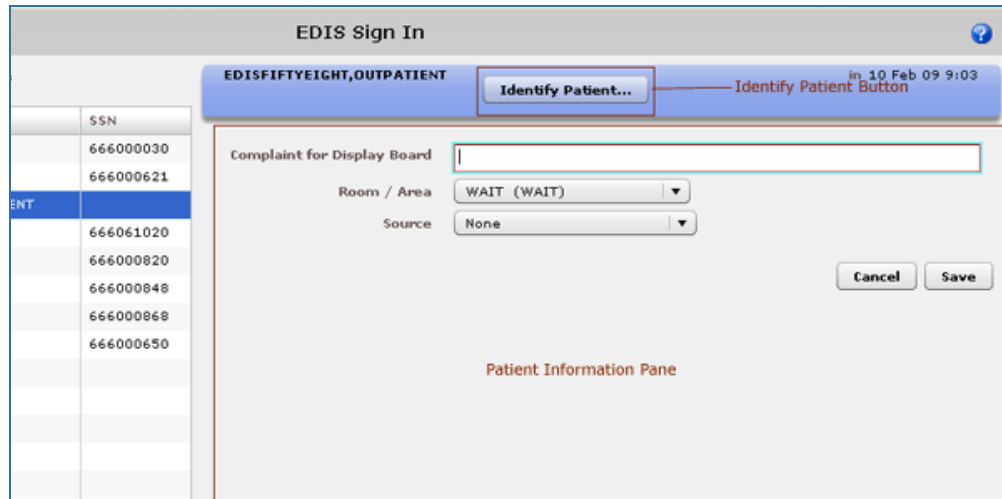 EDIS Sign In
?
EDISFIFTYEIGHT,OUTPATIENT
Identify Patient...
in 10 Feb 09 9:03
Identify Patient Button
SSN
666000030
666000621
ENT
666061020
666000820
666000848
666000868
666000650
Complaint for Display Board
Room / Area
WAIT (WAIT)
Source
None
Cancel
Save
Patient Information Pane